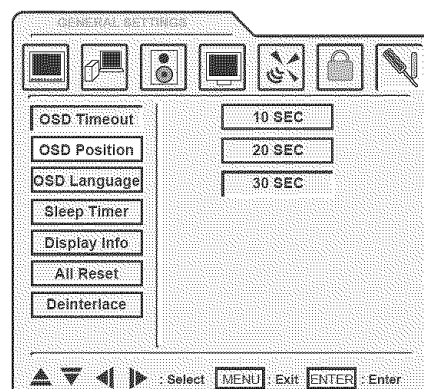 GENERAL SETTINGS
OSD Timeout 10 SEC
OSD Position 20 SEC
OSD Language 30 SEC
Sleep Timer
Display Info
All Reset
Deinterlace
: Select MENU : Exit ENTER : Enter